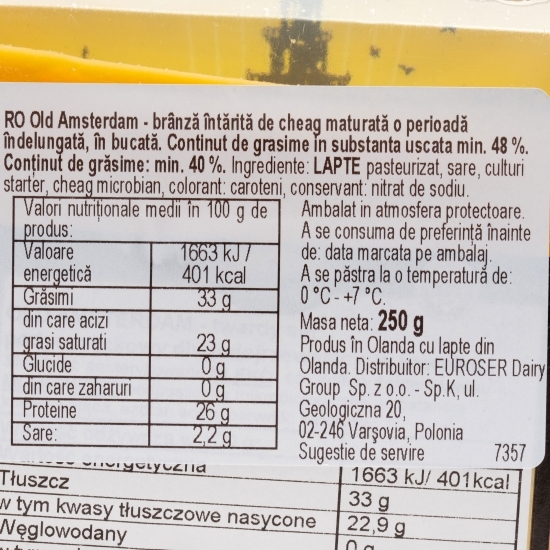 RO Old Amsterdam - brânză întărită de cheag maturată o perioadă
îndelungată, în bucată. Continut de grasime in substanta uscata min. 48 %.
Conținut de grăsime: min. 40 %. Ingrediente: LAPTE pasteurizat, sare, culturi
starter, cheag microbian, colorant: caroteni, conservant: nitrat de sodiu.
Valori nutriționale medii în 100 g de
produs:
Valoare 1663 kJ /
energetică 401 kcal
Grăsimi 33 g
din care acizi
grasi saturati 23 g
Glucide 0 g
din care zaharuri 0 g
Proteine 26 g
Sare: 2,2 g
Ambalat in atmosfera protectoare.
A se consuma de preferință înainte
de: data marcata pe ambalaj.
A se păstra la o temperatură de:
0 °C - +7 °C.
Masa neta: 250 g
Produs în Olanda cu lapte din
Olanda. Distribuitor: EUROSER Dairy
Group Sp. z o.o. - Sp.K, ul.
Geologiczna 20,
02-246 Varşovia, Polonia
Sugestie de servire 7357
1663 kJ/ 401kcal
Tłuszcz 33 g
w tym kwasy tłuszczowe nasycone 22,9 g
Węglowodany